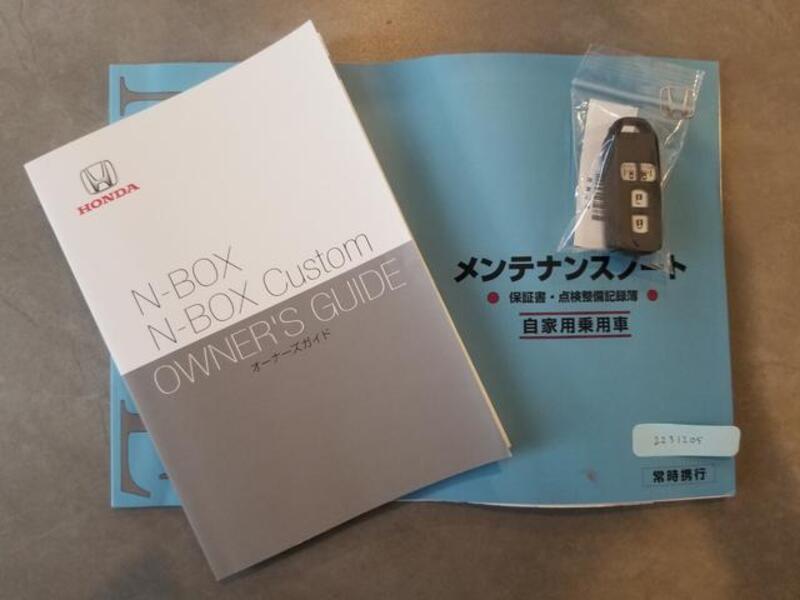 HONDA
N-BOX
N-BOX Custom
OWNER'S GUIDE
オーナーズガイド
メンテナンスノート
保証書・点検整備記録簿
自家用乗用車
2231205
常時携行